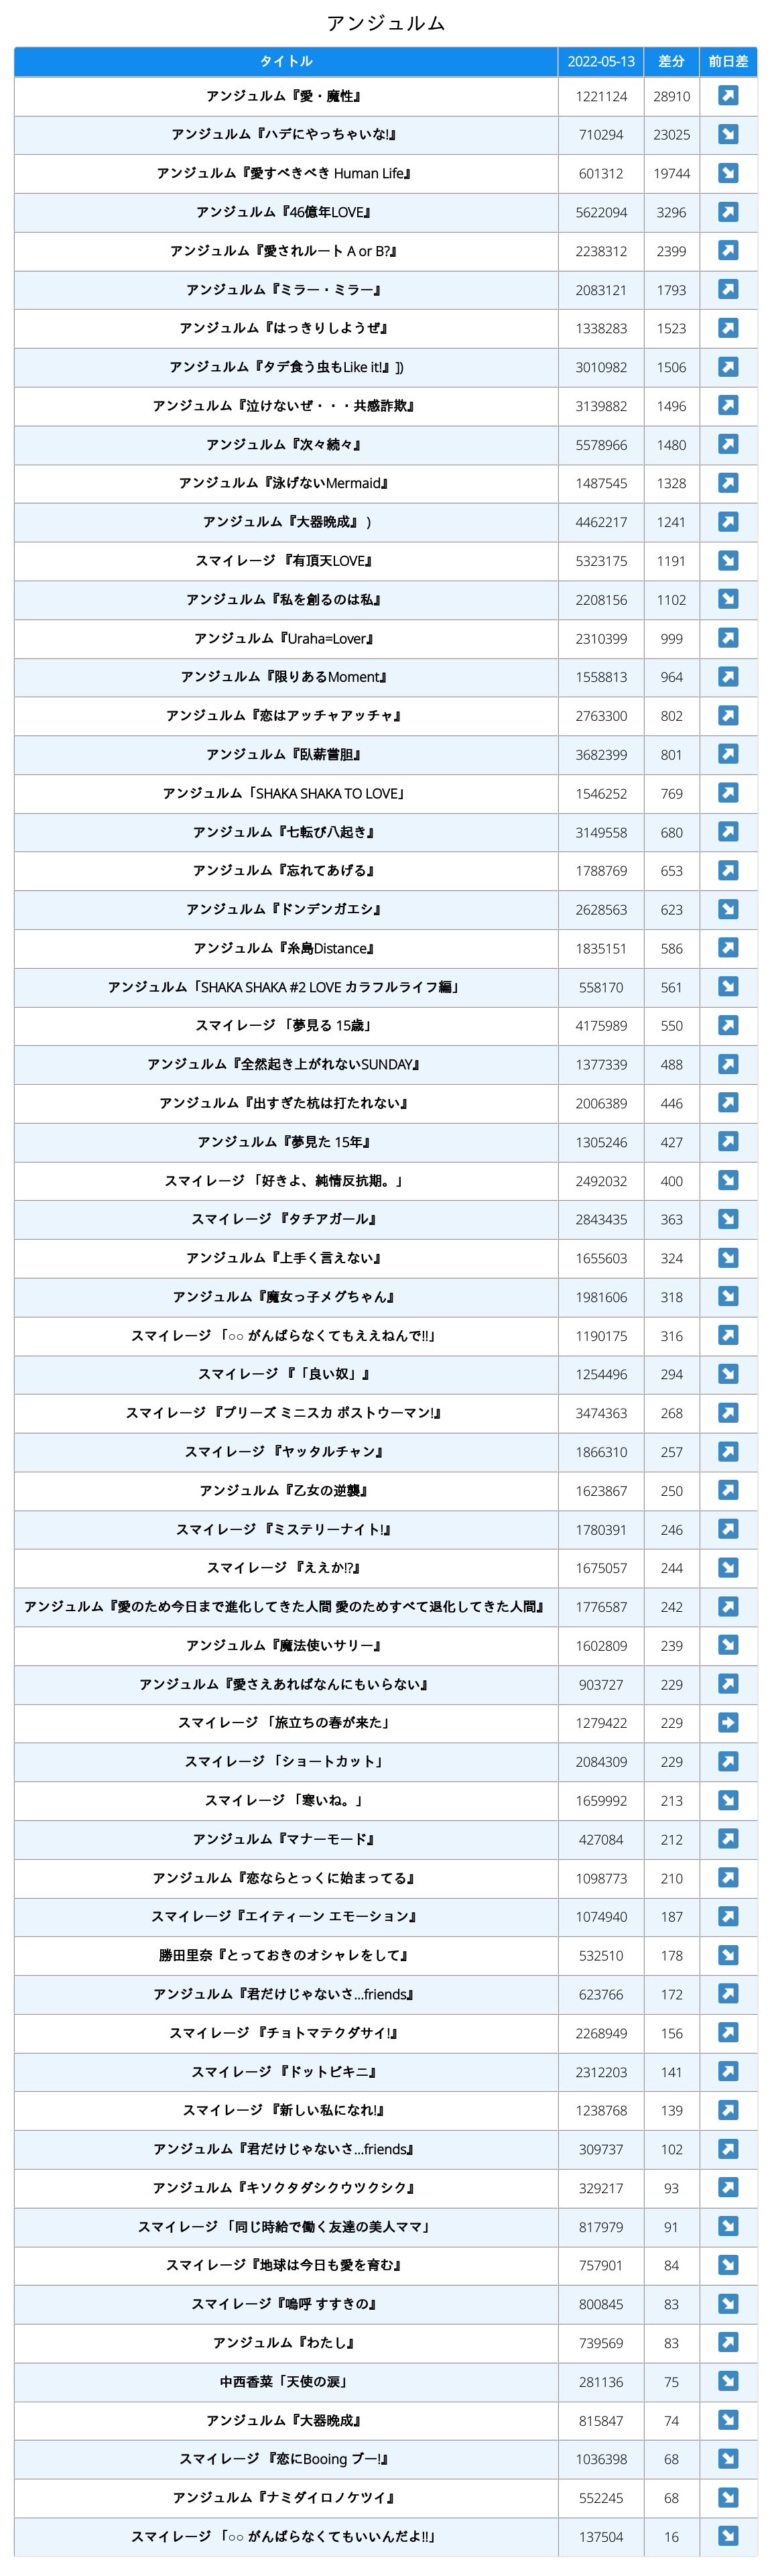 アンジュルム
タイトル 2022-05-13 差分 前日差
アンジュルム『愛・魔性』 1221124 28910 ↗
アンジュルム『ハデにやっちゃいな!』 710294 23025 ↘
アンジュルム『愛すべきべき Human Life』 601312 19744 ↘
アンジュルム『46億年LOVE』 5622094 3296 ↗
アンジュルム『愛されルート A or B?』 2238312 2399 ↗
アンジュルム『ミラー・ミラー』 2083121 1793 ↗
アンジュルム『はっきりしようぜ』 1338283 1523 ↗
アンジュルム『タデ食う虫もLike it!』]) 3010982 1506 ↗
アンジュルム『泣けないぜ・・・共感詐欺』 3139882 1496 ↗
アンジュルム『次々続々』 5578966 1480 ↗
アンジュルム『泳げないMermaid』 1487545 1328 ↗
アンジュルム『大器晩成』 ) 4462217 1241 ↗
スマイレージ 『有頂天LOVE』 5323175 1191 ↘
アンジュルム『私を創るのは私』 2208156 1102 ↘
アンジュルム『Uraha=Lover』 2310399 999 ↗
アンジュルム『限りあるMoment』 1558813 964 ↗
アンジュルム『恋はアッチャアッチャ』 2763300 802 ↗
アンジュルム『臥薪嘗胆』 3682399 801 ↗
アンジュルム「SHAKA SHAKA TO LOVE」 1546252 769 ↗
アンジュルム『七転び八起き』 3149558 680 ↗
アンジュルム『忘れてあげる』 1788769 653 ↗
アンジュルム『ドンデンガエシ』 2628563 623 ↘
アンジュルム『糸島Distance』 1835151 586 ↗
アンジュルム「SHAKA SHAKA #2 LOVE カラフルライフ編」 558170 561 ↘
スマイレージ 「夢見る 15歳」 4175989 550 ↗
アンジュルム『全然起き上がれないSUNDAY』 1377339 488 ↗
アンジュルム『出すぎた杭は打たれない』 2006389 446 ↗
アンジュルム『夢見た 15年』 1305246 427 ↗
スマイレージ 「好きよ、純情反抗期。」 2492032 400 ↘
スマイレージ 『タチアガール』 2843435 363 ↘
アンジュルム『上手く言えない』 1655603 324 ↘
アンジュルム『魔女っ子メグちゃん』 1981606 318 ↘
スマイレージ 「○○ がんばらなくてもええねんで!!」 1190175 316 ↗
スマイレージ 『「良い奴」』 1254496 294 ↘
スマイレージ 『プリーズ ミニスカ ポストウーマン!』 3474363 268 ↗
スマイレージ 『ヤッタルチャン』 1866310 257 ↗
アンジュルム『乙女の逆襲』 1623867 250 ↗
スマイレージ 『ミステリーナイト!』 1780391 246 ↗
スマイレージ 『ええか!?』 1675057 244 ↘
アンジュルム『愛のため今日まで進化してきた人間 愛のためすべて退化してきた人間』 1776587 242 ↗
アンジュルム『魔法使いサリー』 1602809 239 ↘
アンジュルム『愛さえあればなんにもいらない』 903727 229 ↗
スマイレージ 「旅立ちの春が来た」 1279422 229 →
スマイレージ 「ショートカット」 2084309 229 ↗
スマイレージ 「寒いね。」 1659992 213 ↘
アンジュルム『マナーモード』 427084 212 ↗
アンジュルム『恋ならとっくに始まってる』 1098773 210 ↗
スマイレージ『エイティーン エモーション』 1074940 187 ↗
勝田里奈『とっておきのオシャレをして』 532510 178 ↘
アンジュルム『君だけじゃないさ...friends』 623766 172 ↗
スマイレージ 『チョトマテクダサイ!』 2268949 156 ↗
スマイレージ 『ドットビキニ』 2312203 141 ↗
スマイレージ 『新しい私になれ!』 1238768 139 ↗
アンジュルム『君だけじゃないさ...friends』 309737 102 ↗
アンジュルム『キソクタダシクウツクシク』 329217 93 ↗
スマイレージ 「同じ時給で働く友達の美人ママ」 817979 91 ↘
スマイレージ『地球は今日も愛を育む』 757901 84 ↘
スマイレージ『嗚呼 すすきの』 800845 83 ↘
アンジュルム『わたし』 739569 83 ↗
中西香菜「天使の涙」 281136 75 ↘
アンジュルム『大器晩成』 815847 74 ↘
スマイレージ 『恋にBooing ブー!』 1036398 68 ↘
アンジュルム『ナミダイロノケツイ』 552245 68 ↘
スマイレージ 「○○ がんばらなくてもいいんだよ!!」 137504 16 ↘